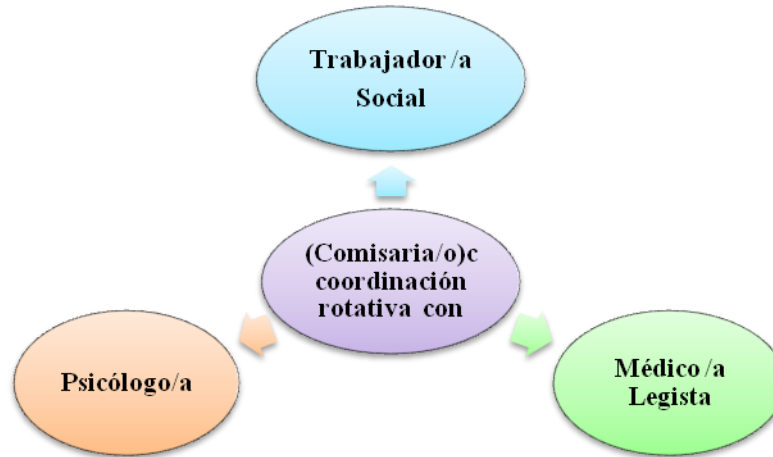 Trabajador/a
Social
(Comisaria/o)c
coordinación
rotativa con
Psicólogo/a
Médico/a
Legista